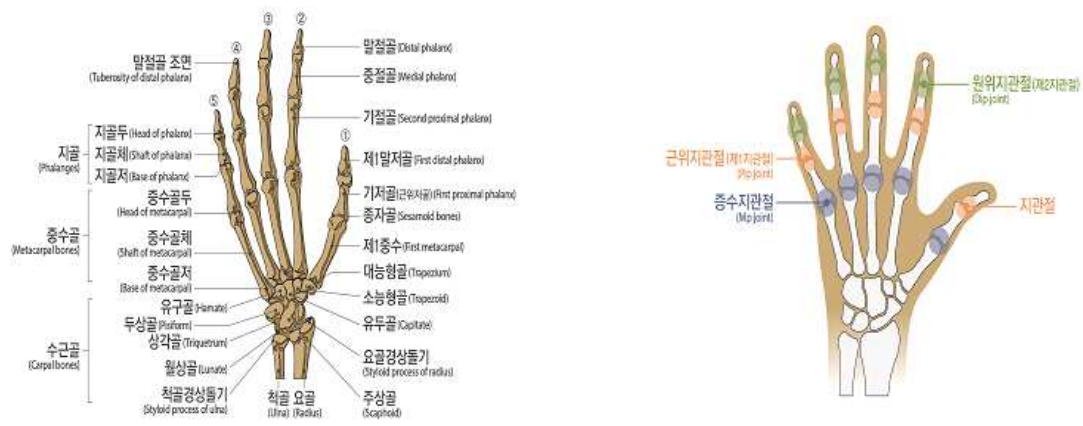 ③
②
④
⑤
①
말절골 조면
(Tuberosity of distal phalanx)
지골두 (Head of phalanx)
지골
(Phalanges)
지골체 (Shaft of phalanx)
지골저 (Base of phalanx)
중수골두
(Head of metacarpal)
중수골
(Metacarpal bones)
중수골체
(Shaft of metacarpal)
중수골저
(Base of metacarpal)
유구골 (Hamate)
두상골 (Pisiform)
수근골
(Carpal bones)
삼각골 (Triquetrum)
월상골 (Lunate)
척골경상돌기
(Styloid process of ulna)
척골
(Ulna)
요골
(Radius)
말절골 (Distal phalanx)
중절골 (Medial phalanx)
기절골 (Second proximal phalanx)
제1말저골 (First distal phalanx)
기저골(근위저골) (First proximal phalanx)
종자골 (Sesamoid bones)
제1중수 (First metacarpal)
대능형골 (Trapezium)
소능형골 (Trapezoid)
유두골 (Capitate)
요골경상돌기
(Styloid process of radius)
주상골
(Scaphoid)
원위지관절(제2지관절)
(Dip joint)
근위지관절 (제1지관절)
(Pip joint)
증수지관절
(Mp joint)
지관절